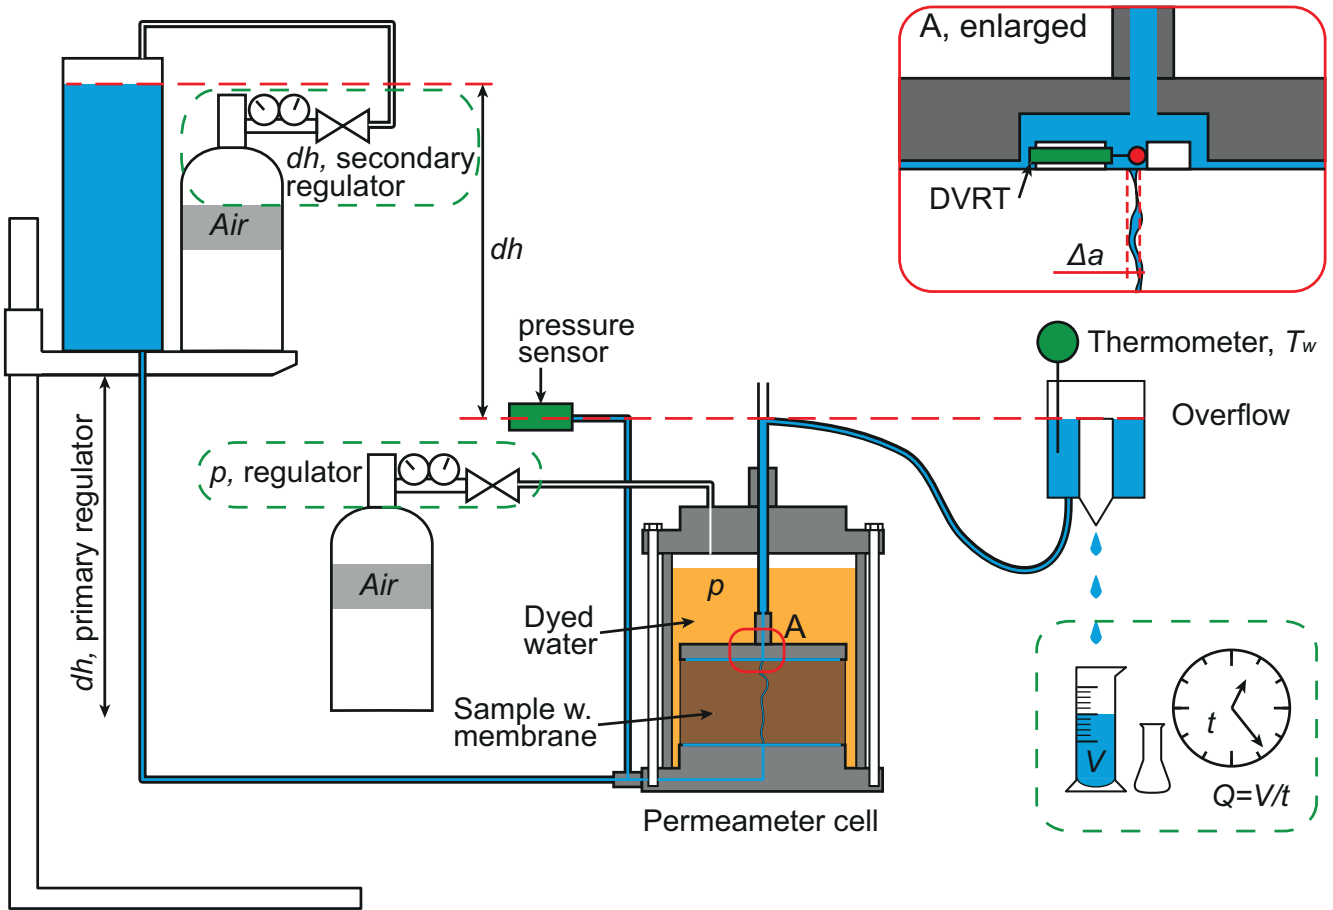 A, enlarged
DVRT
Δa
dh, secondary
regulator
Air
dh
pressure
sensor
Thermometer, Tw
Overflow
p, regulator
Air
dh, primary regulator
p
Dyed
water
A
Sample w.
membrane
Permeameter cell
V
t
Q=V/t